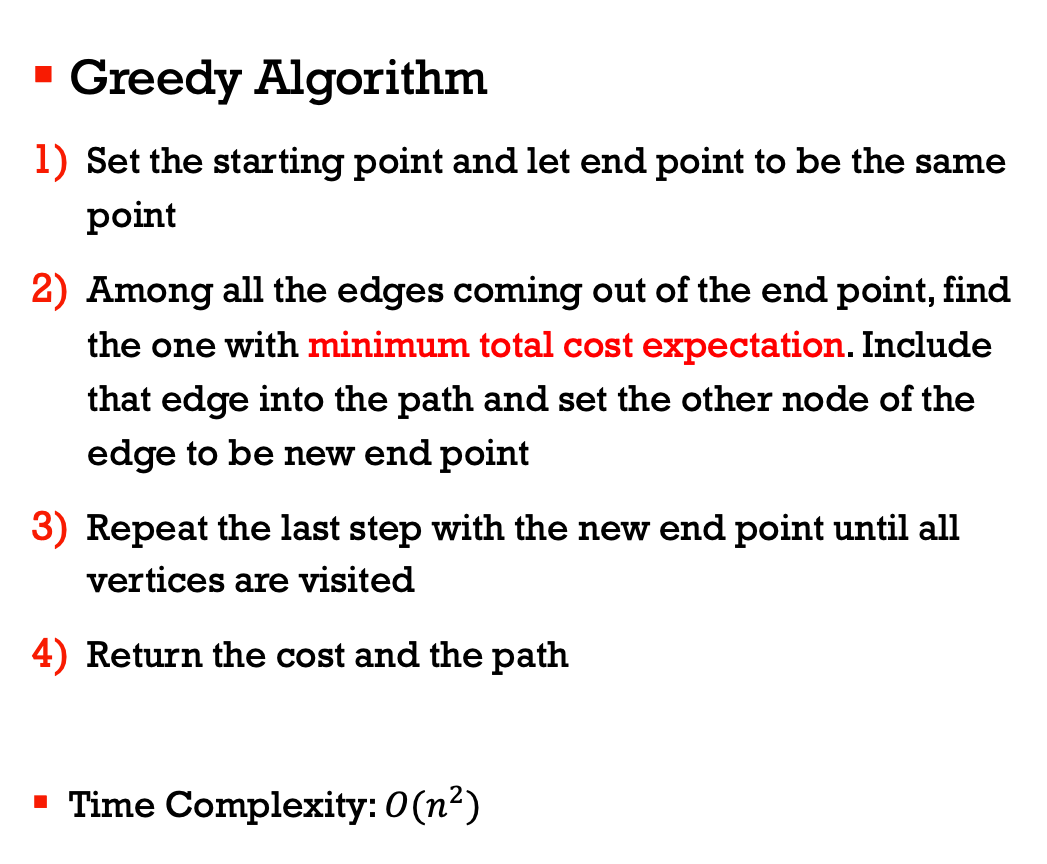 ▪ Greedy Algorithm
1) Set the starting point and let end point to be the same
point
2) Among all the edges coming out of the end point, find
the one with minimum total cost expectation. Include
that edge into the path and set the other node of the
edge to be new end point
3) Repeat the last step with the new end point until all
vertices are visited
4) Return the cost and the path
▪ Time Complexity: O(n²)